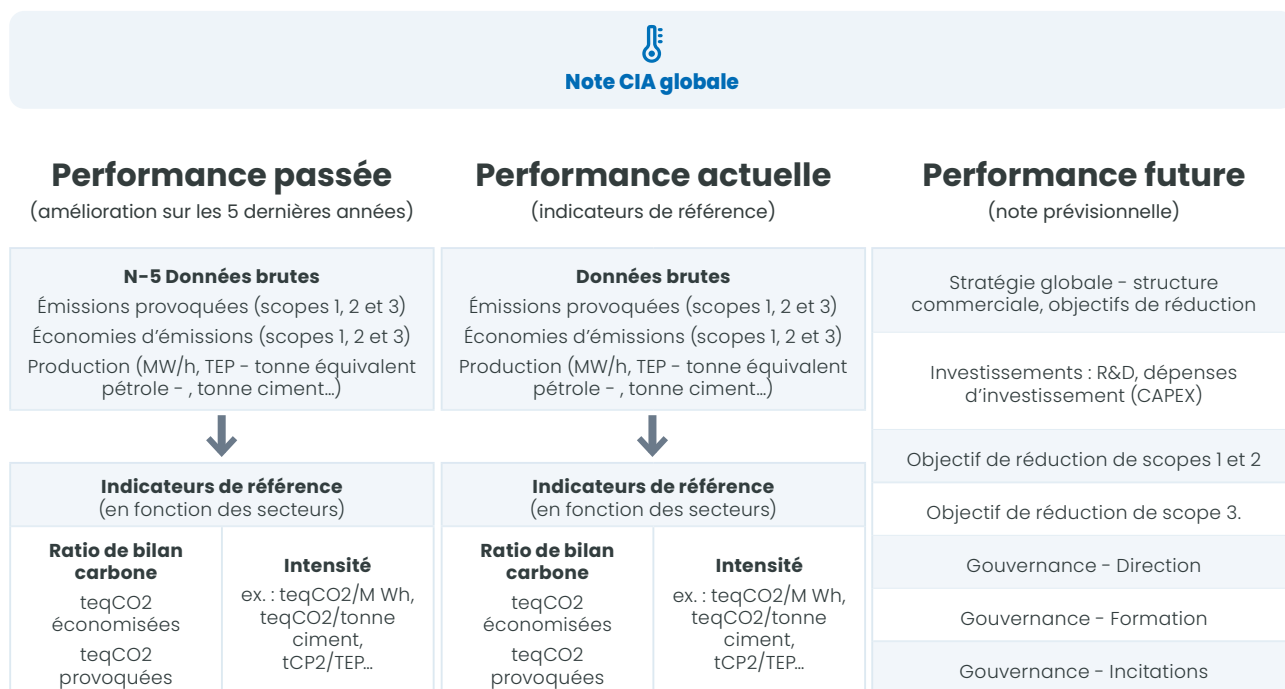 Note CIA globale
Performance passée
(amélioration sur les 5 dernières années)
N-5 Données brutes
Émissions provoquées (scopes 1, 2 et 3)
Économies d’émissions (scopes 1, 2 et 3)
Production (MW/h, TEP - tonne équivalent
pétrole - , tonne ciment…)
Indicateurs de référence
(en fonction des secteurs)
Ratio de bilan
carbone
teqCO2
économisées
teqCO2
provoquées
Intensité
ex. : teqCO2/M Wh,
teqCO2/tonne
ciment,
tCP2/TEP…
Performance actuelle
(indicateurs de référence)
Données brutes
Émissions provoquées (scopes 1, 2 et 3)
Économies d’émissions (scopes 1, 2 et 3)
Production (MW/h, TEP - tonne équivalent
pétrole - , tonne ciment…)
Indicateurs de référence
(en fonction des secteurs)
Ratio de bilan
carbone
teqCO2
économisées
teqCO2
provoquées
Intensité
ex. : teqCO2/M Wh,
teqCO2/tonne
ciment,
tCP2/TEP…
Performance future
(note prévisionnelle)
Stratégie globale - structure
commerciale, objectifs de réduction
Investissements : R&D, dépenses
d’investissement (CAPEX)
Objectif de réduction de scopes 1 et 2
Objectif de réduction de scope 3.
Gouvernance - Direction
Gouvernance - Formation
Gouvernance - Incitations